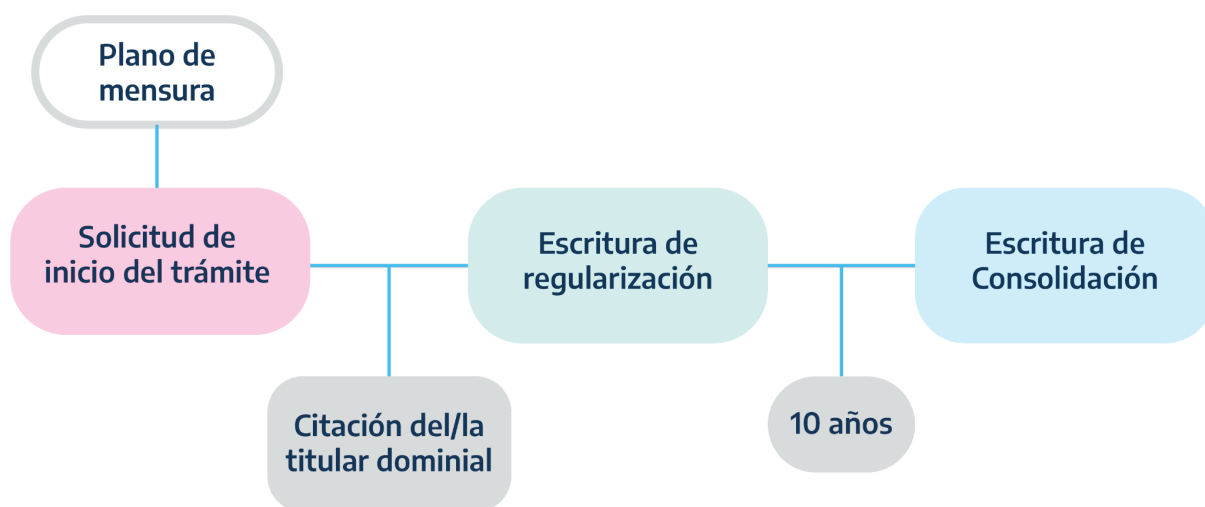 Plano de
mensura
Solicitud de
inicio del trámite
Escritura de
regularización
Escritura de
Consolidación
Citación del/la
titular dominial
10 años